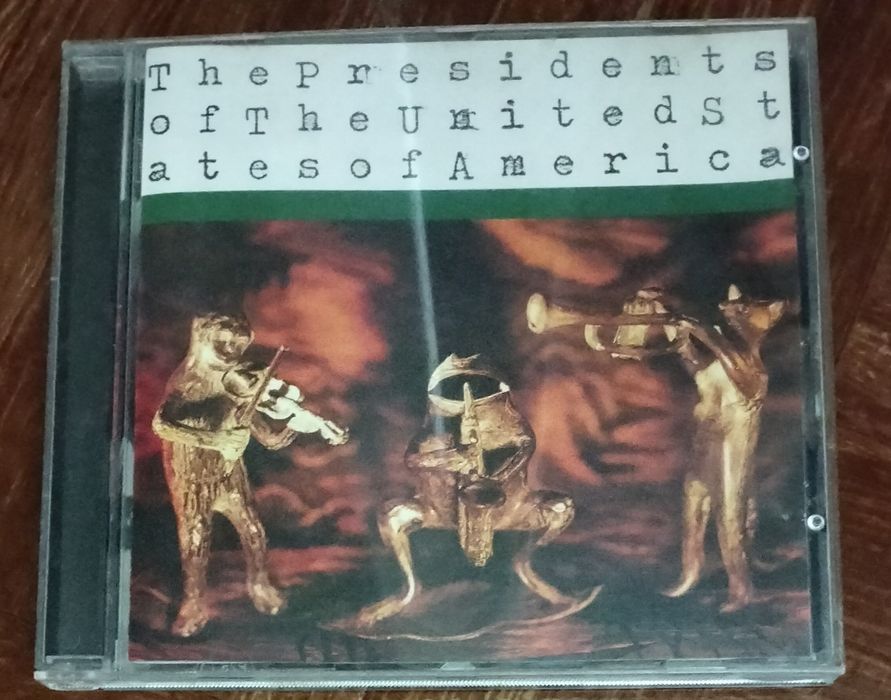 ThePresidents
ofTheUnitedSt
atesofAmerica